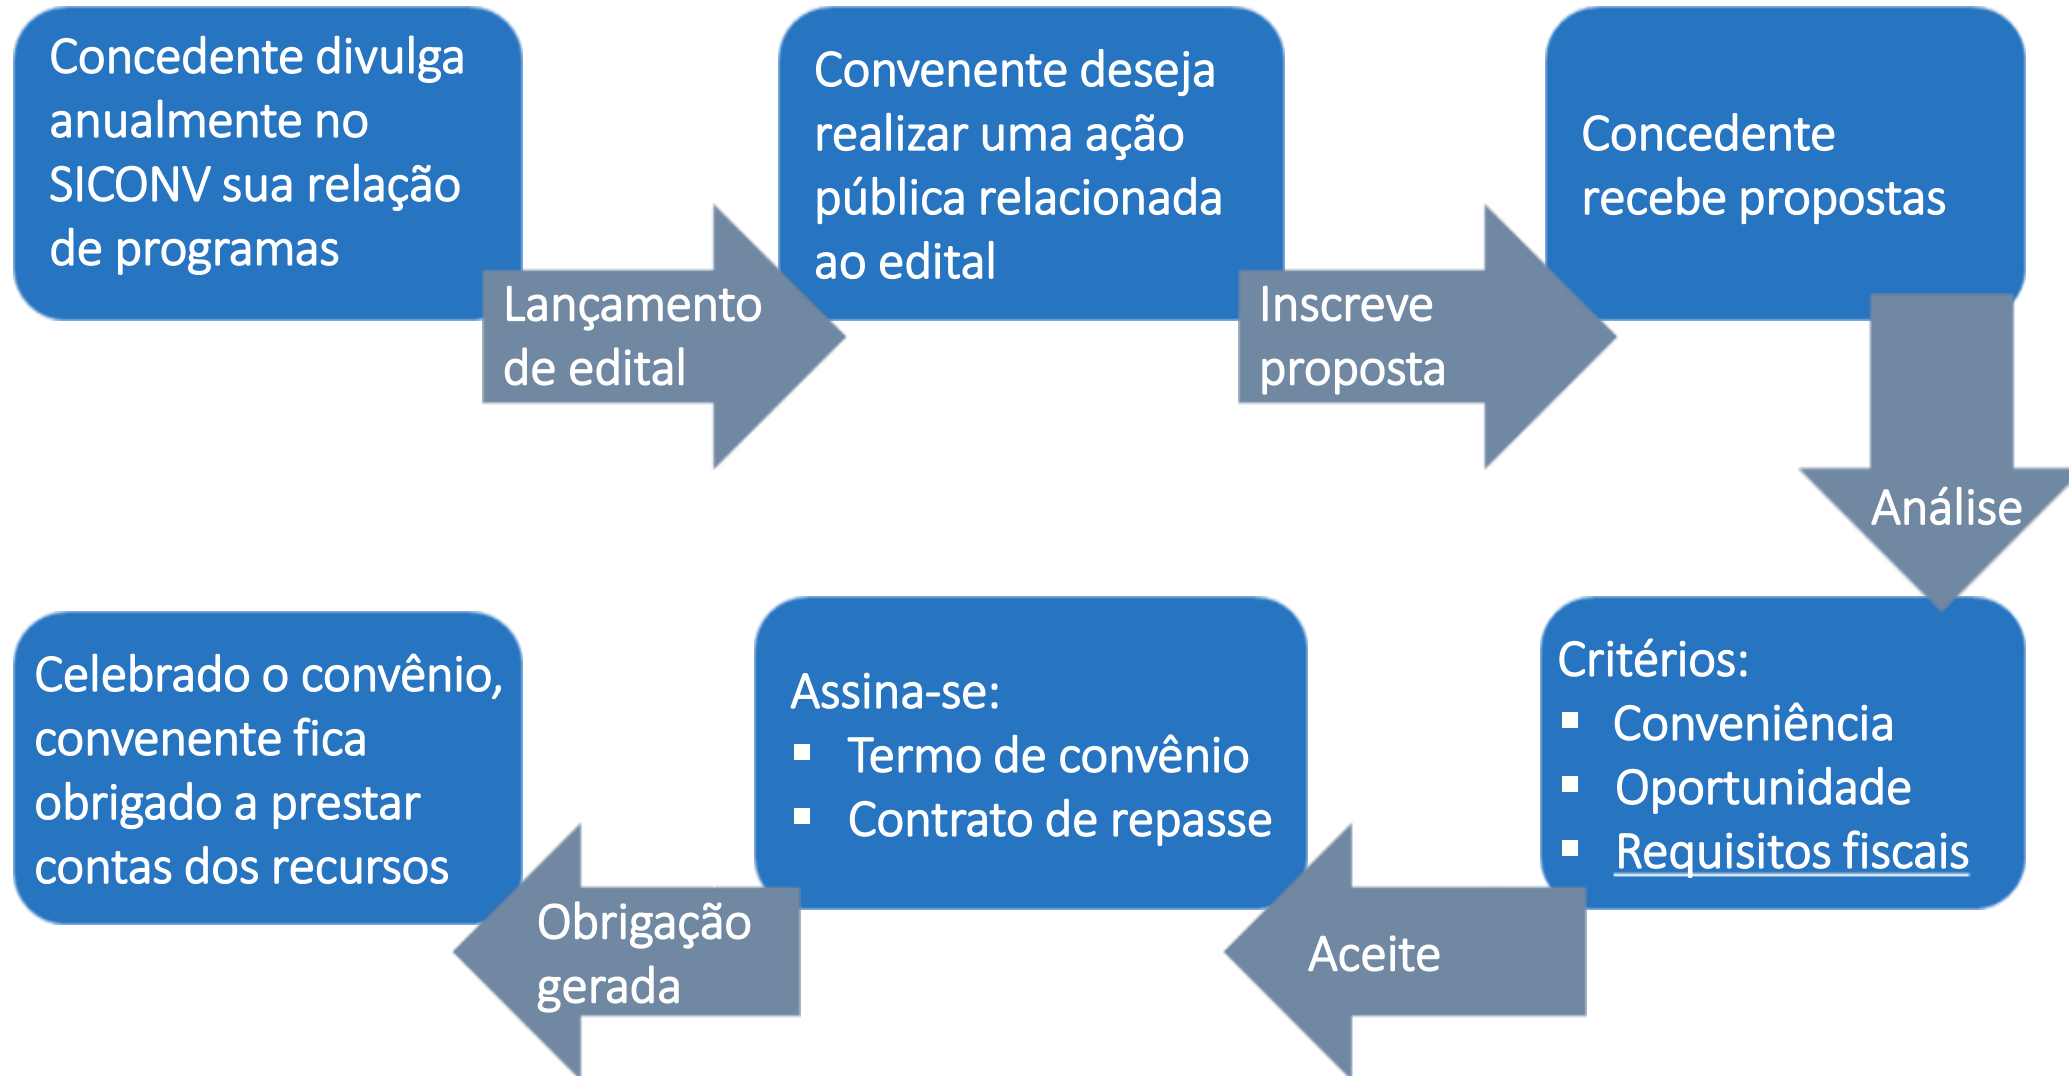 Concedente divulga
anualmente no
SICONV sua relação
de programas
Lançamento
de edital
Convenente deseja
realizar uma ação
pública relacionada
ao edital
Inscreve
proposta
Concedente
recebe propostas
Análise
Critérios:
▪ Conveniência
▪ Oportunidade
▪ Requisitos fiscais
Aceite
Assina-se:
▪ Termo de convênio
▪ Contrato de repasse
Obrigação
gerada
Celebrado o convênio,
convenente fica
obrigado a prestar
contas dos recursos